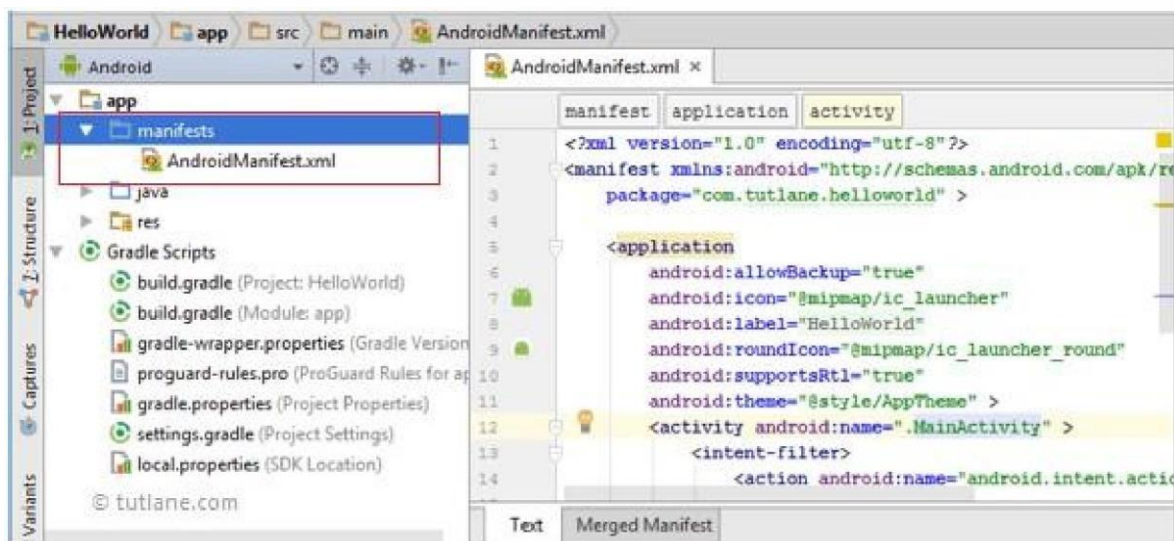 HelloWorld app src main AndroidManifest.xml
1: Project
Z: Structure
Captures
Variants
Android
app
manifests
AndroidManifest.xml
java
res
Gradle Scripts
build.gradle (Project: HelloWorld)
build.gradle (Module: app)
gradle-wrapper.properties (Gradle Version
proguard-rules.pro (ProGuard Rules for ap
gradle.properties (Project Properties)
settings.gradle (Project Settings)
local.properties (SDK Location)
© tutlane.com
AndroidManifest.xml ×
manifest application activity
1 <?xml version="1.0" encoding="utf-8"?>
2 <manifest xmlns:android="http://schemas.android.com/apk/re
3 package="com.tutlane.helloworld" >
4
5 <application
6 android:allowBackup="true"
7 android:icon="@mipmap/ic_launcher"
8 android:label="HelloWorld"
9 android:roundIcon="@mipmap/ic_launcher_round"
10 android:supportsRtl="true"
11 android:theme="@style/AppTheme" >
12 <activity android:name=".MainActivity" >
13 <intent-filter>
14 <action android:name="android.intent.actio
Text Merged Manifest